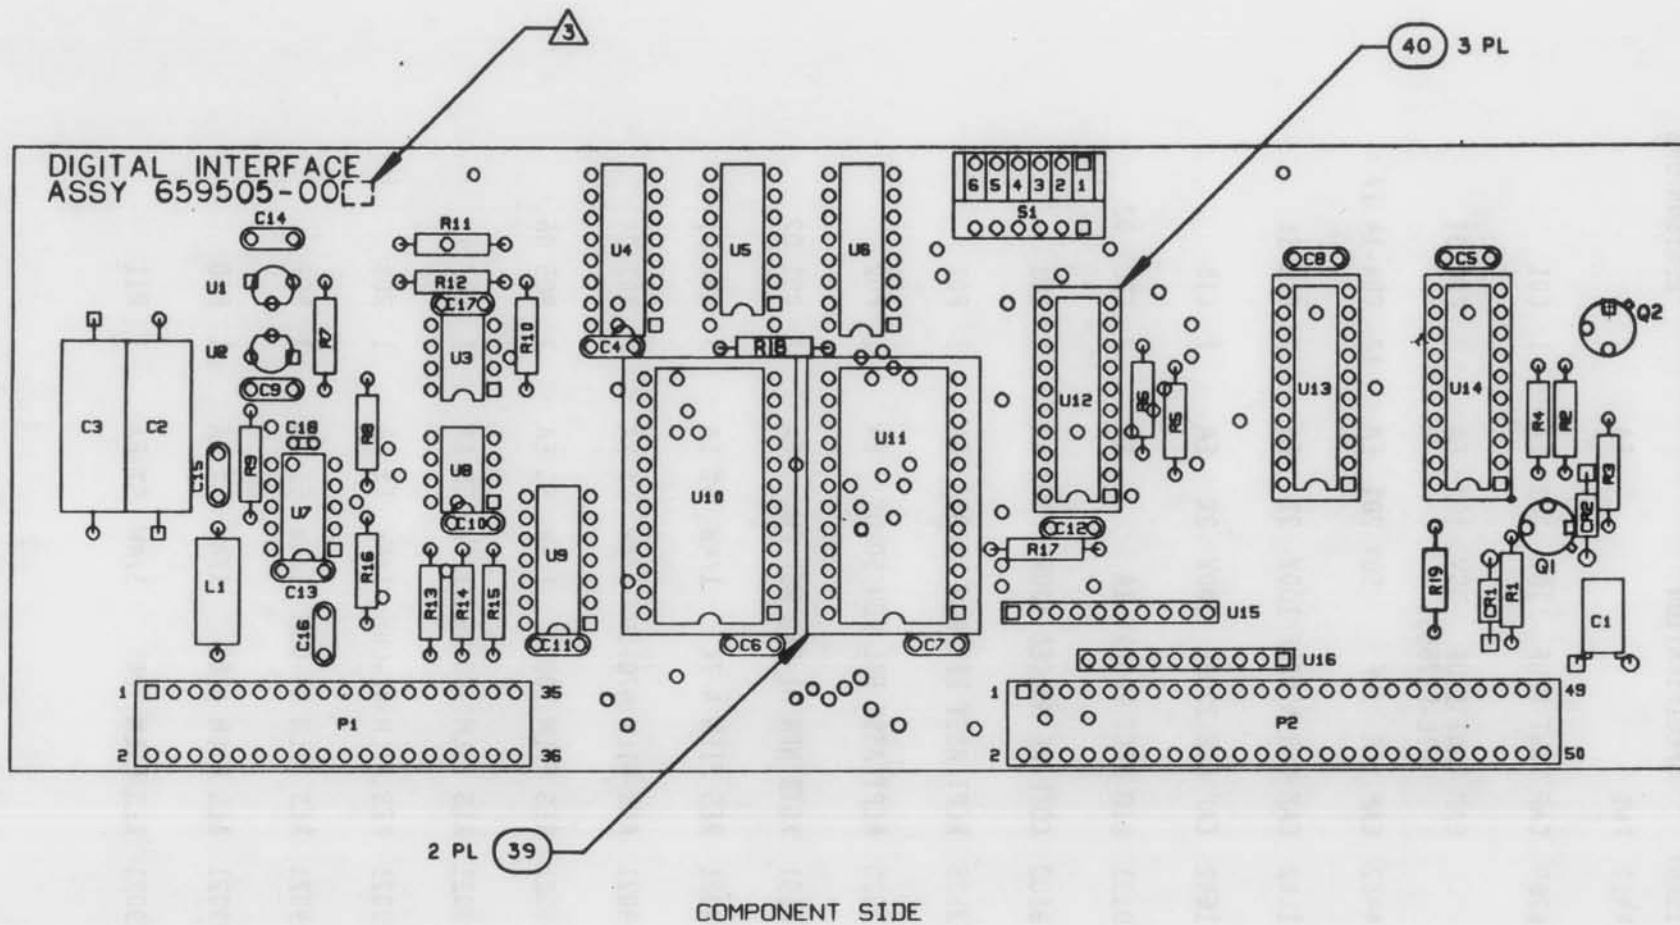 3
40 3 PL
DIGITAL INTERFACE
ASSY 659505-00
6 5 4 3 2 1
S1
C14
R11
U4
U5
U6
R12
C17
C8
C5
U1
R7
R10
Q2
U2
U3
C4
R18
C9
C3
C2
U12
R6
R5
U13
U14
R4
R2
R3
C18
R8
U11
C15
R9
U8
U10
U7
C10
C12
CR2
R16
U9
R17
Q1
L1
C13
R13
R14
R15
R19
CR1
R1
U15
C1
C16
C11
C6
C7
U16
1 35
P1
2 36
1 49
P2
2 50
2 PL 39
COMPONENT SIDE